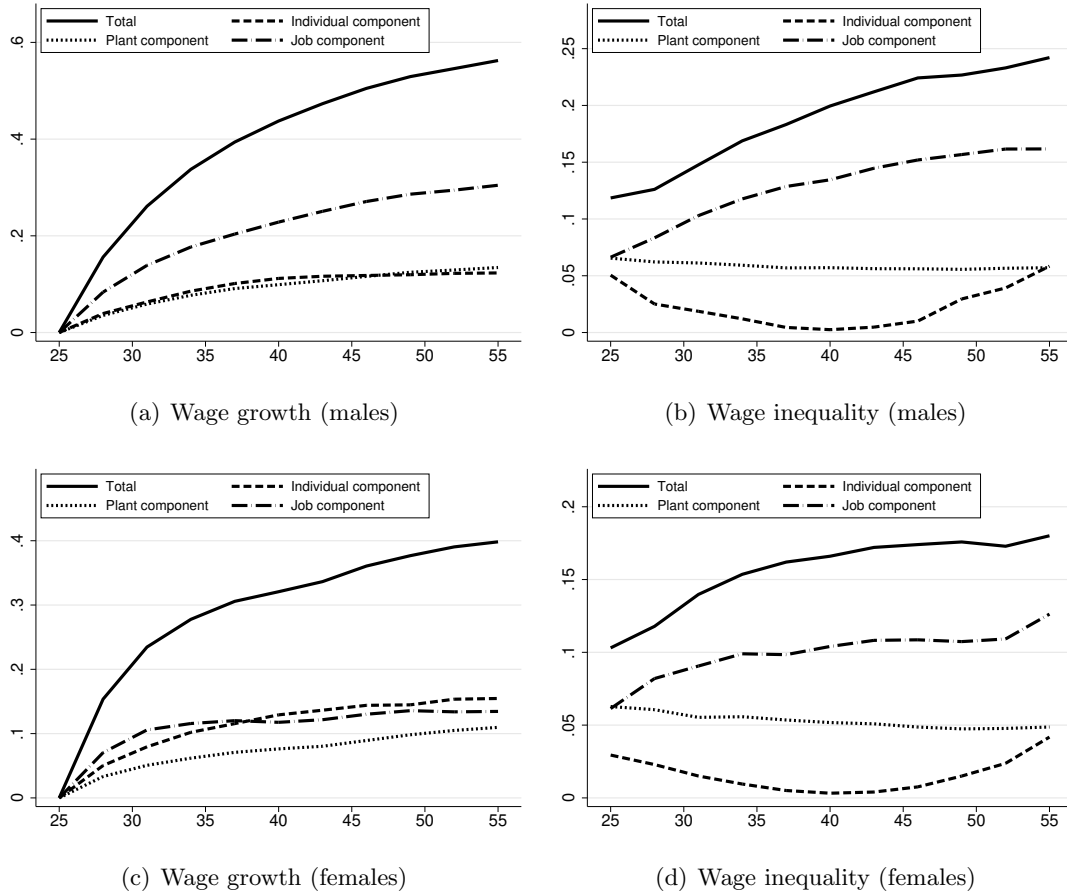 Total Individual component
Plant component Job component
.6
.4
.2
0
25 30 35 40 45 50 55
(a) Wage growth (males)
Total Individual component
Plant component Job component
.25
.2
.15
.1
.05
0
25 30 35 40 45 50 55
(b) Wage inequality (males)
Total Individual component
Plant component Job component
.4
.3
.2
.1
0
25 30 35 40 45 50 55
(c) Wage growth (females)
Total Individual component
Plant component Job component
.2
.15
.1
.05
0
25 30 35 40 45 50 55
(d) Wage inequality (females)